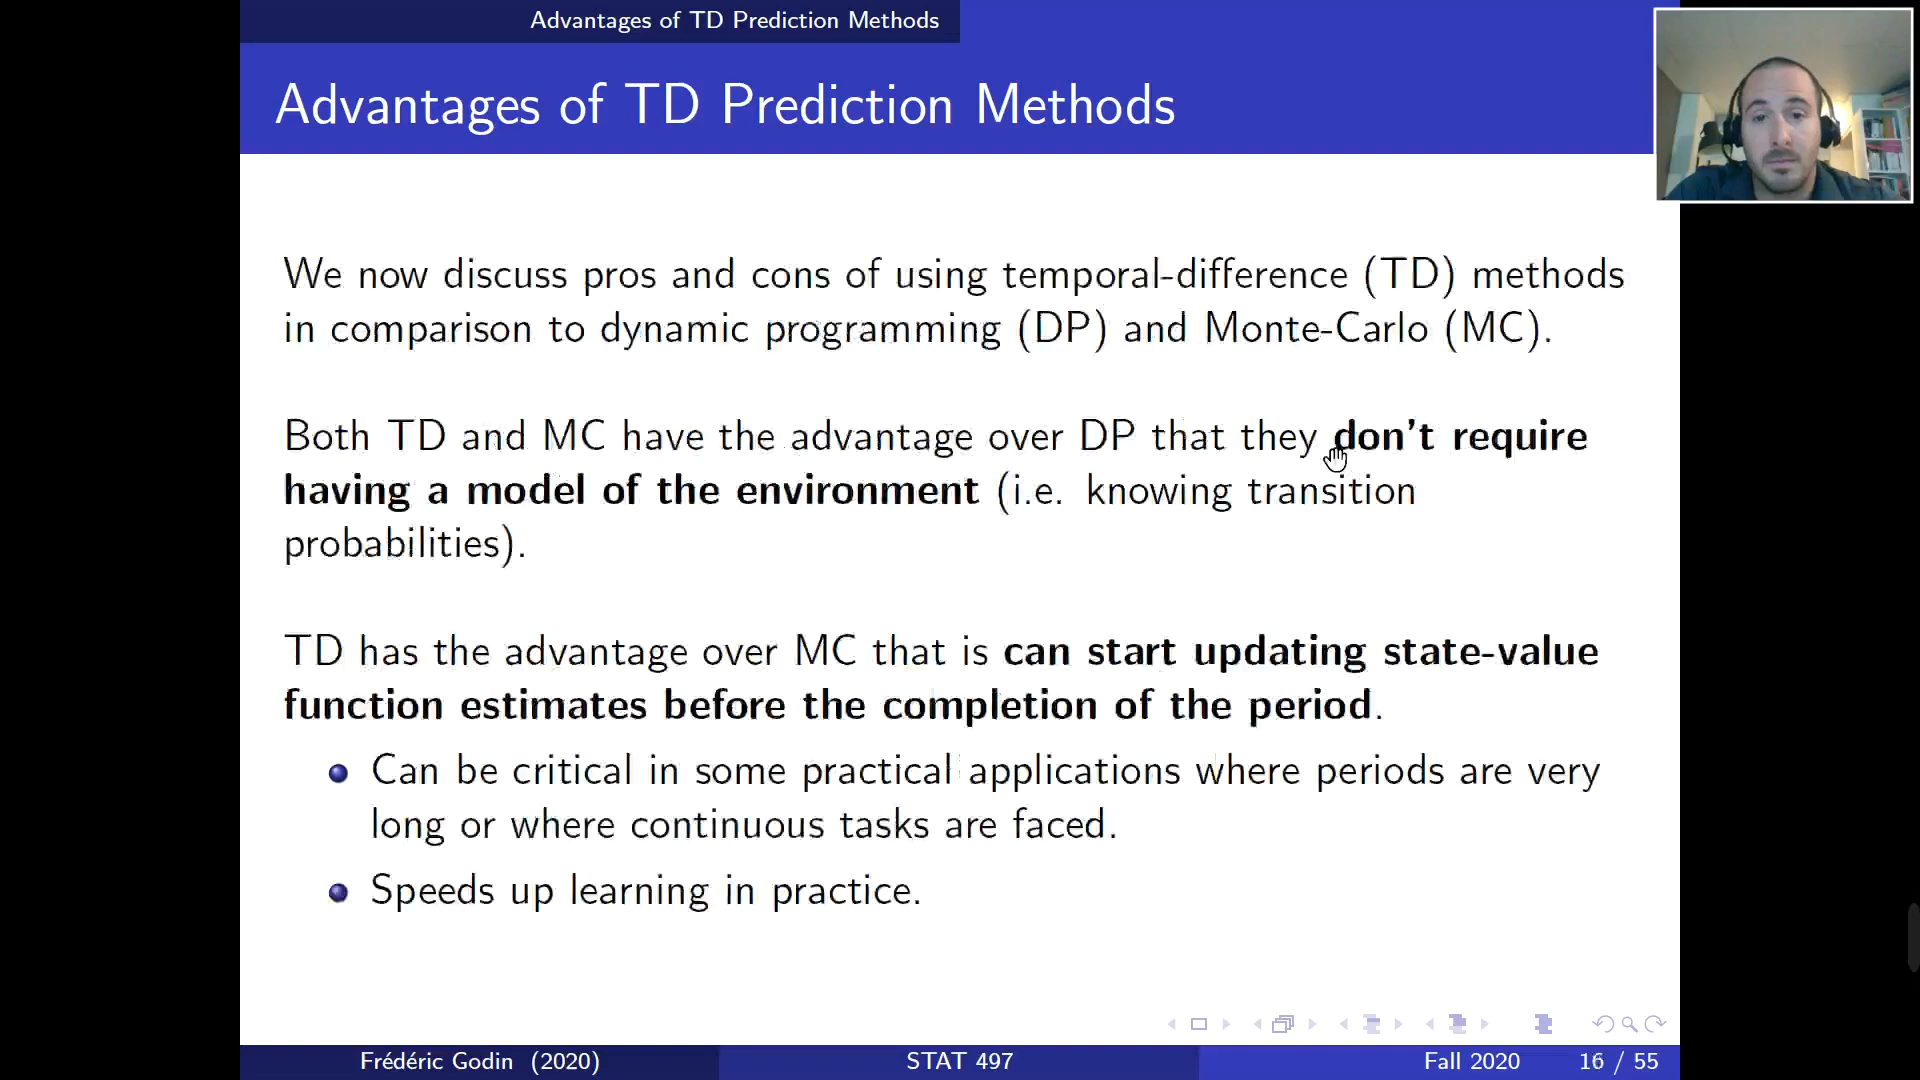 Advantages of TD Prediction Methods
Advantages of TD Prediction Methods
We now discuss pros and cons of using temporal-difference (TD) methods
in comparison to dynamic programming (DP) and Monte-Carlo (MC).
Both TD and MC have the advantage over DP that they don't require
having a model of the environment (i.e. knowing transition
probabilities).
TD has the advantage over MC that is can start updating state-value
function estimates before the completion of the period.
Can be critical in some practical applications where periods are very
long or where continuous tasks are faced.
Speeds up learning in practice.
Frédéric Godin (2020) STAT 497 Fall 2020 16 / 55